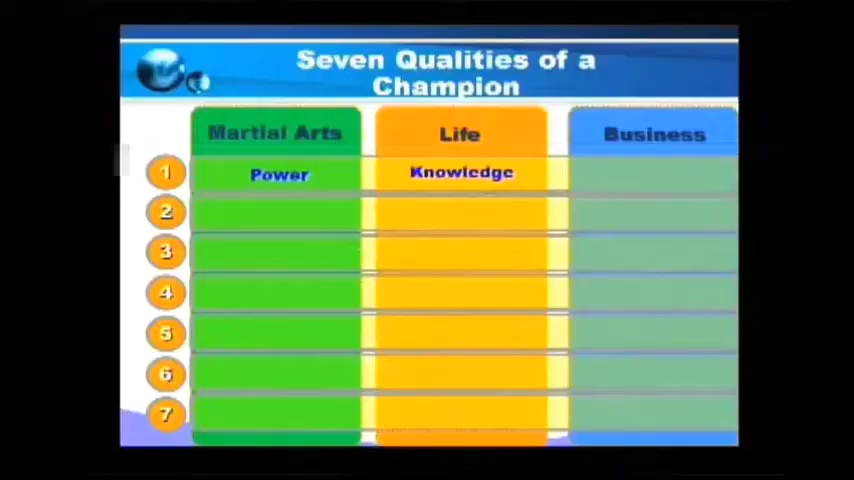 Seven Qualities of a
Champion
Martial Arts Life Business
1 Power Knowledge
2
3
4
5
6
7